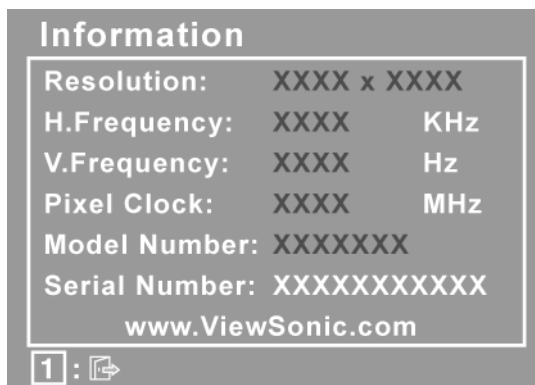 Information
Resolution: XXXX x XXXX
H.Frequency: XXXX KHz
V.Frequency: XXXX Hz
Pixel Clock: XXXX MHz
Model Number: XXXXXXX
Serial Number: XXXXXXXXXXX
www.ViewSonic.com
1 :